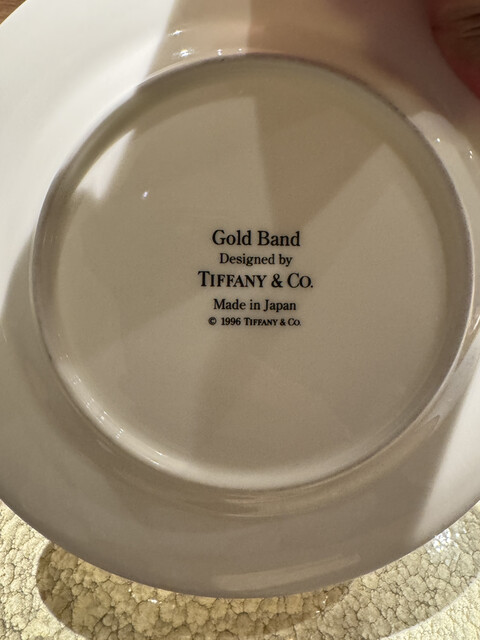 Gold Band
Designed by
TIFFANY & CO.
Made in Japan
© 1996 TIFFANY & CO.